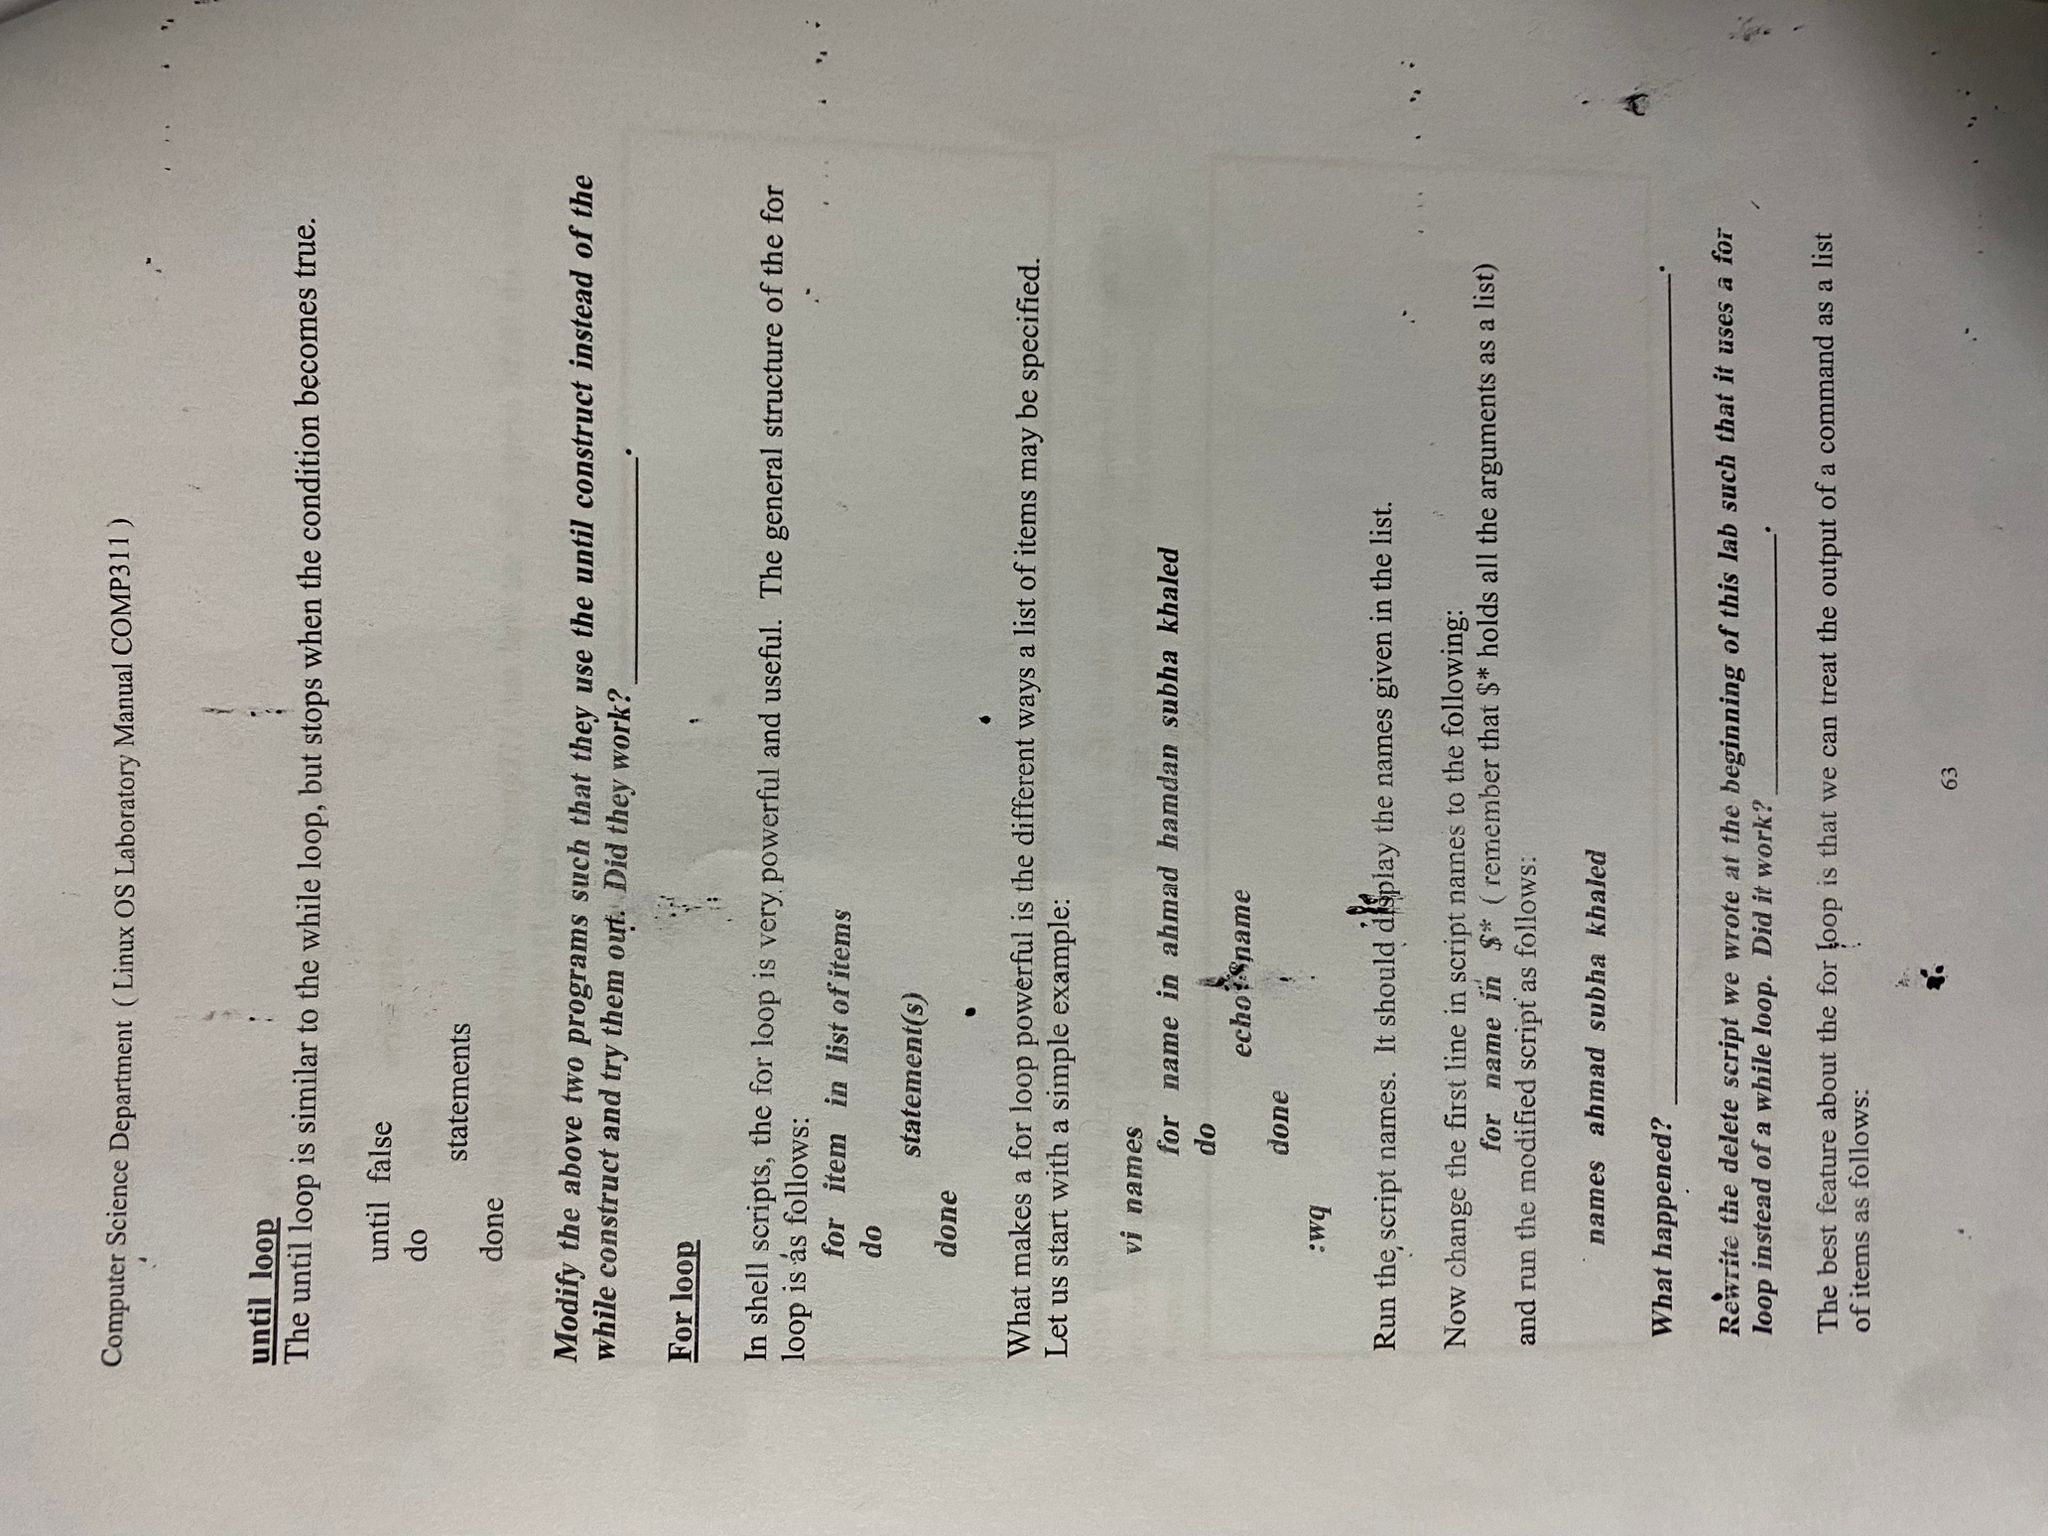 Computer Science Department ( Linux OS Laboratory Manual COMP311 )
until loop
The until loop is similar to the while loop, but stops when the condition becomes true.
until false
do
statements
done
Modify the above two programs such that they use the until construct instead of the
while construct and try them out. Did they work? __________.
For loop
In shell scripts, the for loop is very powerful and useful. The general structure of the for
loop is as follows:
for item in list of items
do
statement(s)
done
What makes a for loop powerful is the different ways a list of items may be specified.
Let us start with a simple example:
vi names
for name in ahmad hamdan subha khaled
do
echo $name
done
:wq
Run the script names. It should display the names given in the list.
Now change the first line in script names to the following:
for name in $* ( remember that $* holds all the arguments as a list)
and run the modified script as follows:
names ahmad subha khaled
What happened? ____________________________________.
Rewrite the delete script we wrote at the beginning of this lab such that it uses a for
loop instead of a while loop. Did it work? ___________.
The best feature about the for loop is that we can treat the output of a command as a list
of items as follows:
63